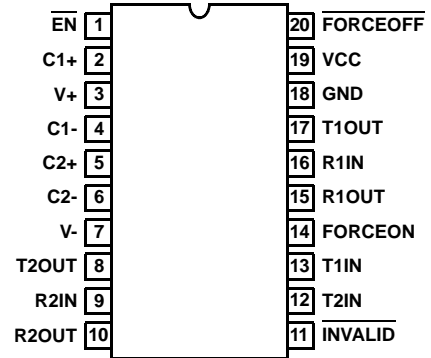 EN 1 20 FORCEOFF
C1+ 2 19 VCC
V+ 3 18 GND
C1- 4 17 T1OUT
C2+ 5 16 R1IN
C2- 6 15 R1OUT
V- 7 14 FORCEON
T2OUT 8 13 T1IN
R2IN 9 12 T2IN
R2OUT 10 11 INVALID